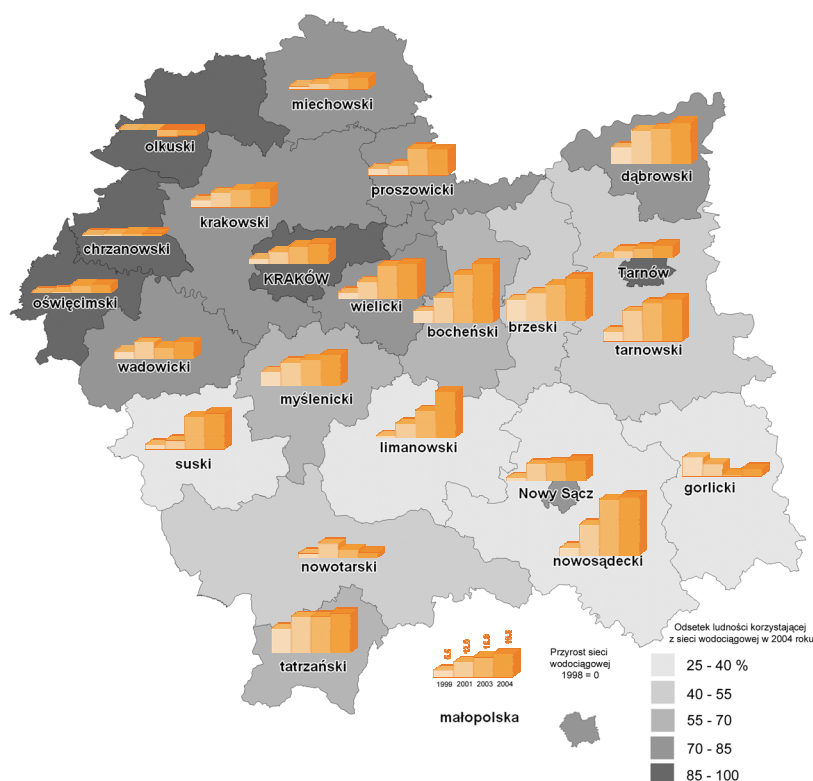 miechowski
olkuski
proszowicki
dąbrowski
krakowski
chrzanowski
KRAKÓW
Tarnów
oświęcimski
wielicki
bocheński
brzeski
tarnowski
wadowicki
myślenicki
suski
limanowski
Nowy Sącz
gorlicki
nowotarski
nowosądecki
tatrzański
1999 2001 2003 2004
małopolska
Przyrost sieci
wodociągowej
1998 = 0
Odsetek ludności korzystającej
z sieci wodociągowej w 2004 roku
25 - 40 %
40 - 55
55 - 70
70 - 85
85 - 100